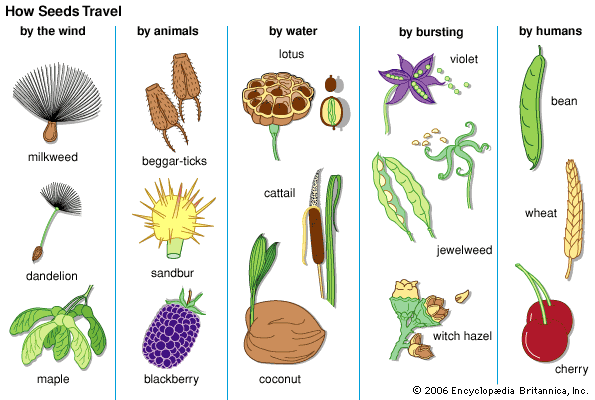 How Seeds Travel
by the wind
by animals
by water
by bursting
by humans
milkweed
dandelion
maple
beggar-ticks
sandbur
blackberry
lotus
cattail
coconut
violet
jewelweed
witch hazel
bean
wheat
cherry
© 2006 Encyclopædia Britannica, Inc.